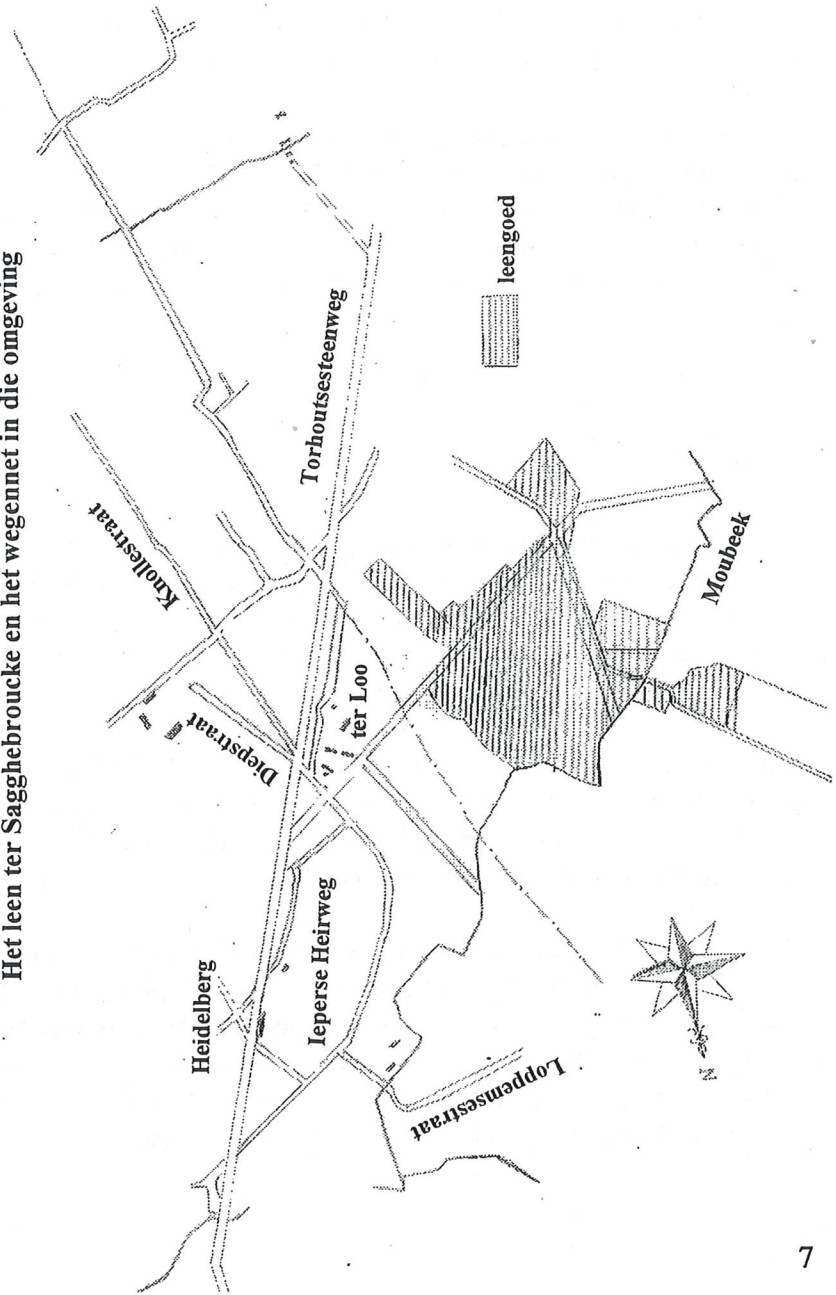 Het leen ter Sagghebroucke en het wegennet in die omgeving
Knollestraat
Diepstraat
Torhoutsesteenweg
leengoed
ter Loo
Heidelberg
Ieperse Heirweg
Loppemsestraat
Moubeek
N
7